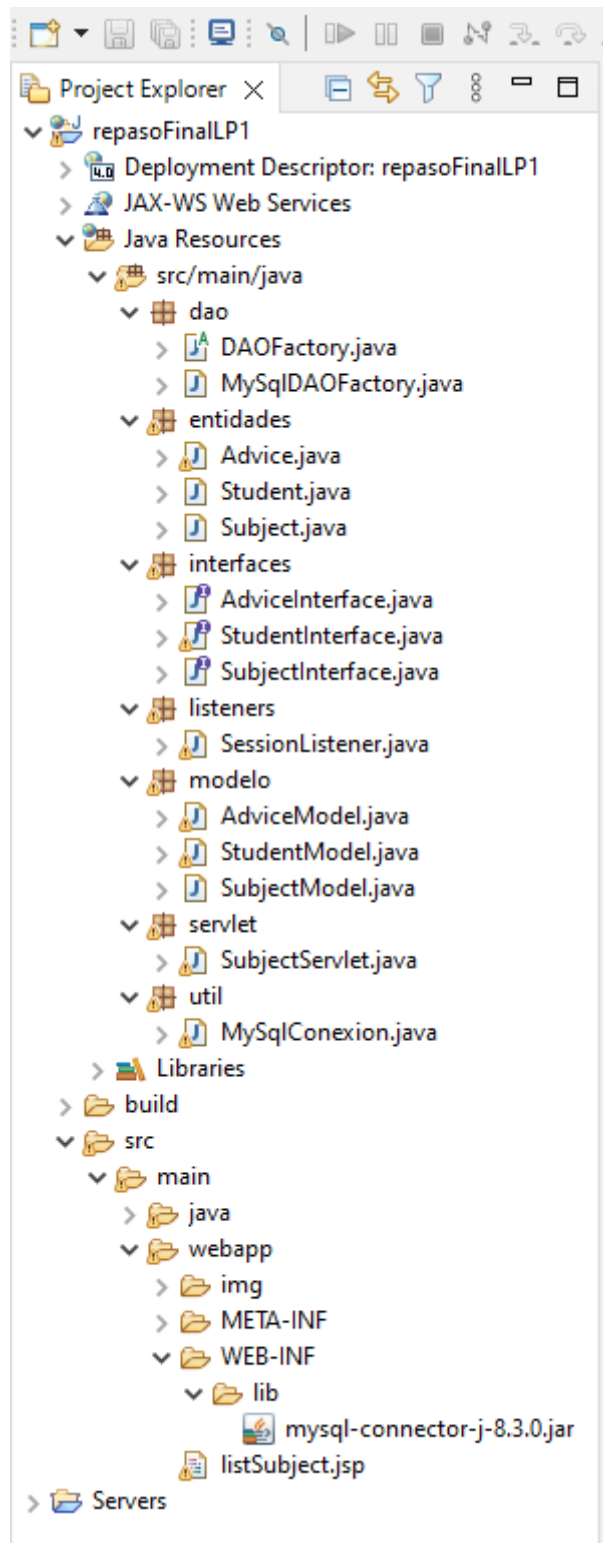 Project Explorer
repasoFinalLP1
Deployment Descriptor: repasoFinalLP1
JAX-WS Web Services
Java Resources
src/main/java
dao
DAOFactory.java
MySqlDAOFactory.java
entidades
Advice.java
Student.java
Subject.java
interfaces
AdviceInterface.java
StudentInterface.java
SubjectInterface.java
listeners
SessionListener.java
modelo
AdviceModel.java
StudentModel.java
SubjectModel.java
servlet
SubjectServlet.java
util
MySqlConexion.java
Libraries
build
src
main
java
webapp
img
META-INF
WEB-INF
lib
mysql-connector-j-8.3.0.jar
listSubject.jsp
Servers